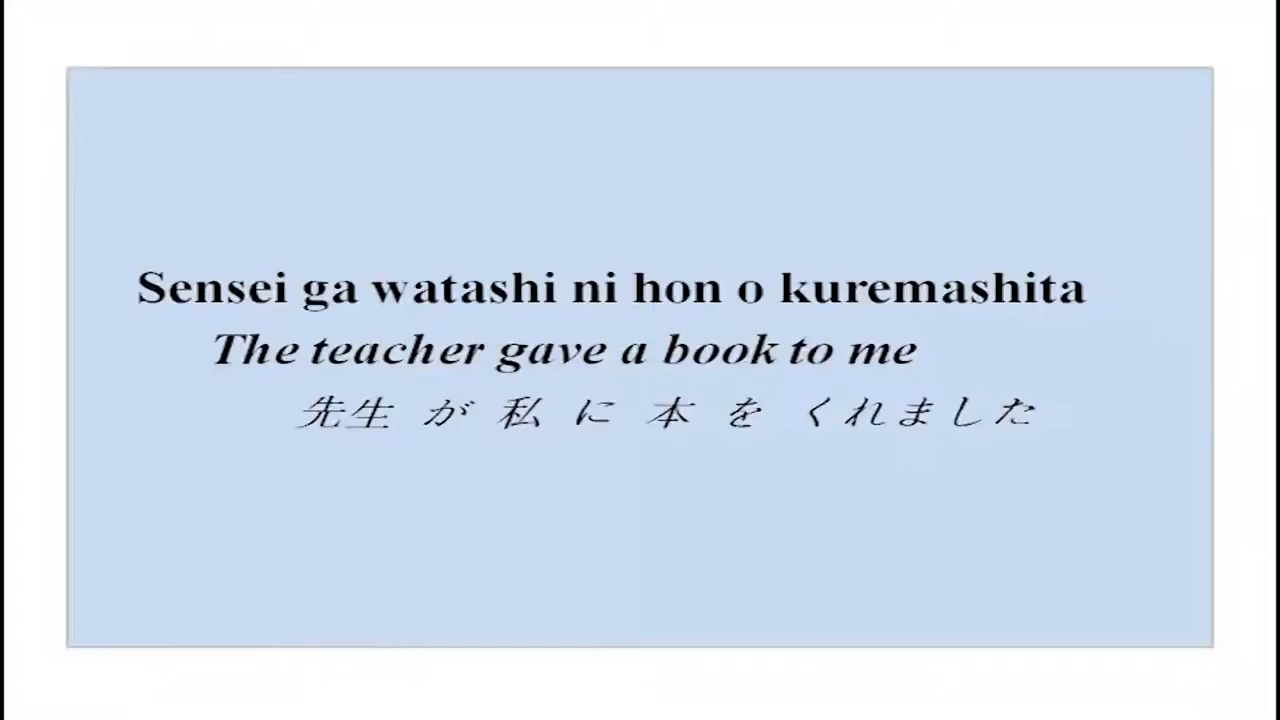 Sensei ga watashi ni hon o kuremashita
The teacher gave a book to me
先生 が 私 に 本 を くれました